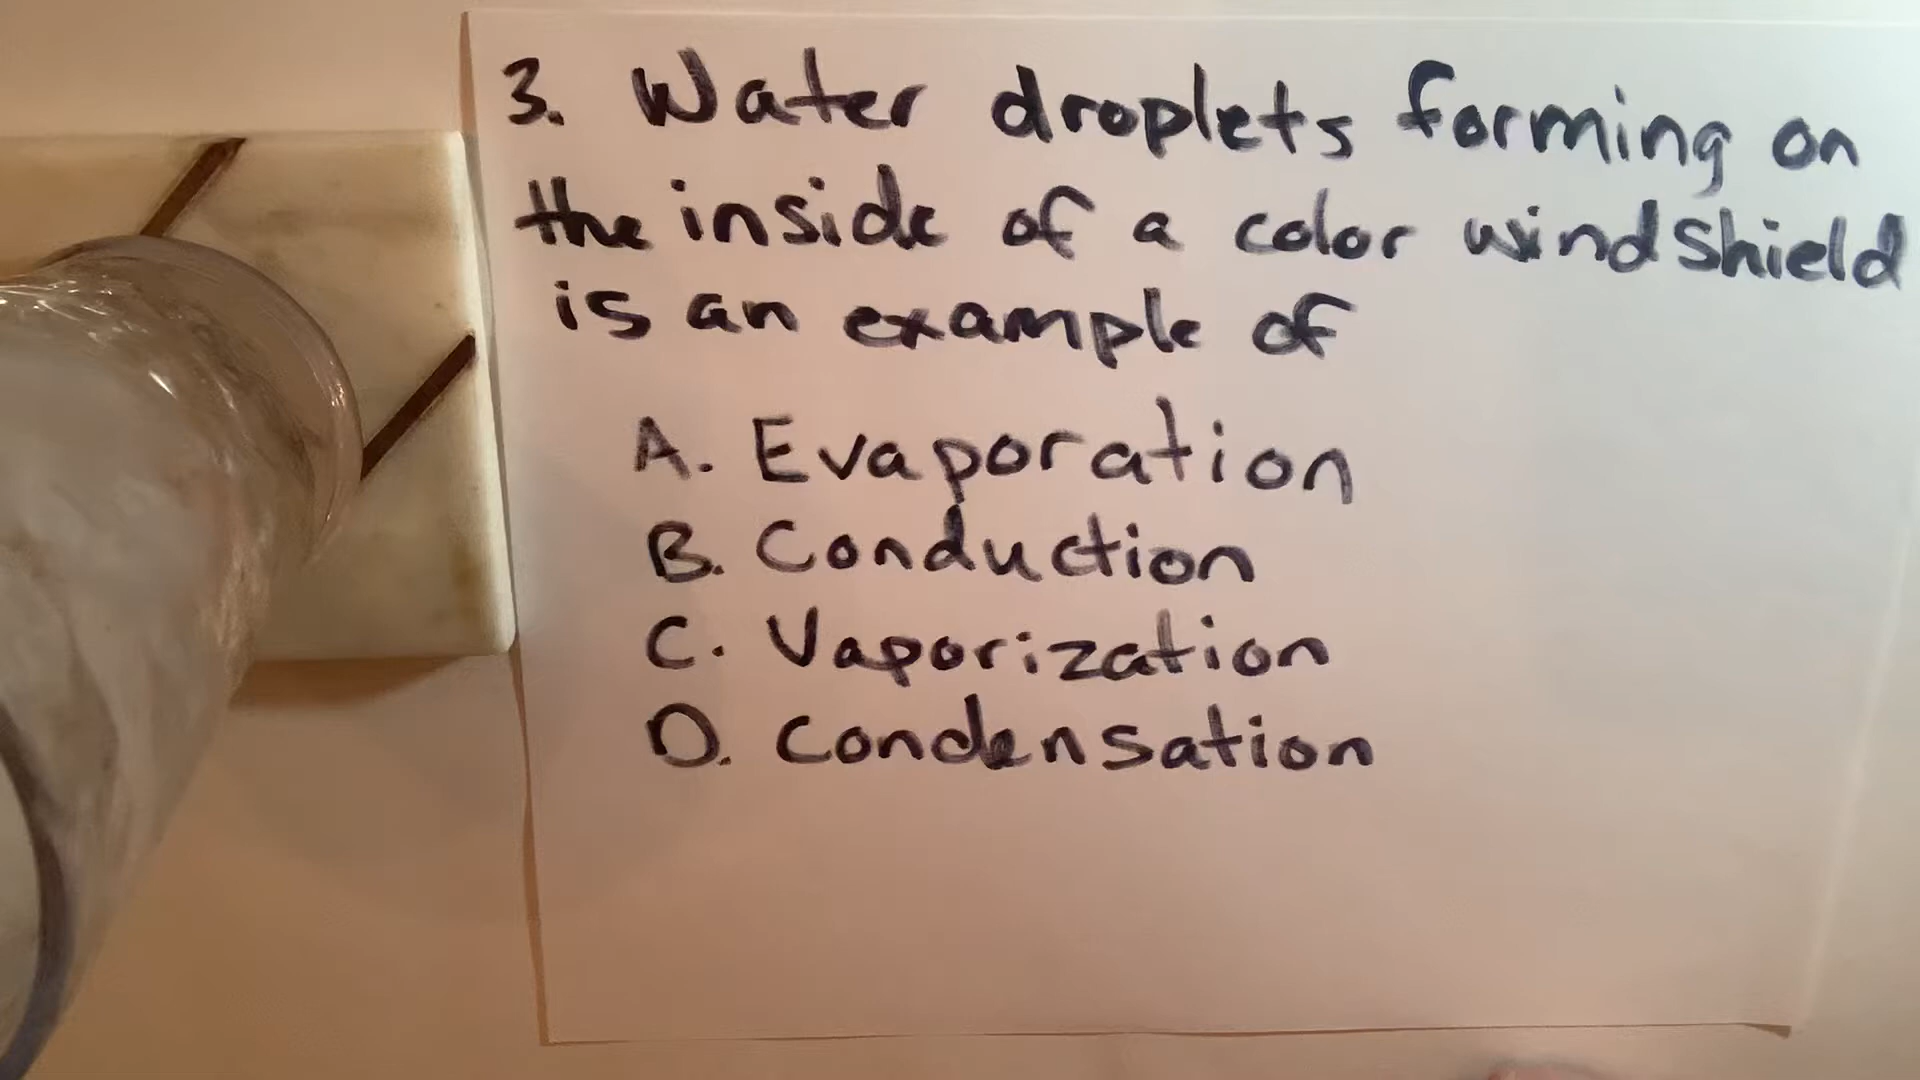 3. Water droplets forming on
the inside of a color windshield
is an example of
A. Evaporation
B. Conduction
C. Vaporization
D. Condensation